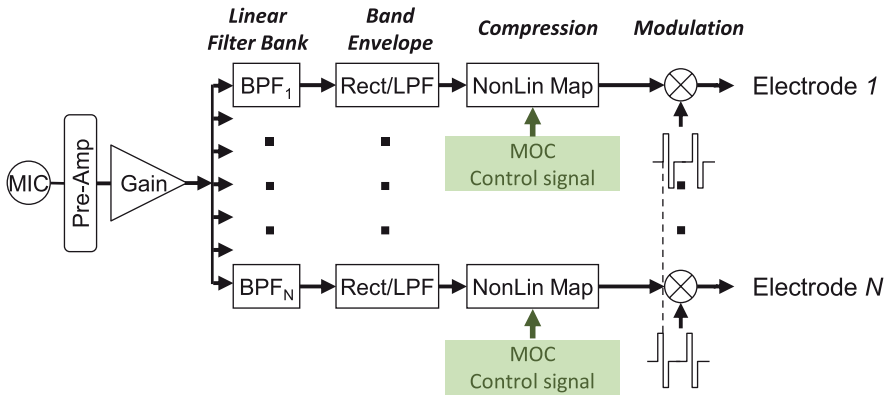 Linear
Filter Bank
Band
Envelope
Compression
Modulation
MIC
Pre-Amp
Gain
BPF1
Rect/LPF
NonLin Map
Electrode 1
MOC
Control signal
BPFN
Rect/LPF
NonLin Map
Electrode N
MOC
Control signal